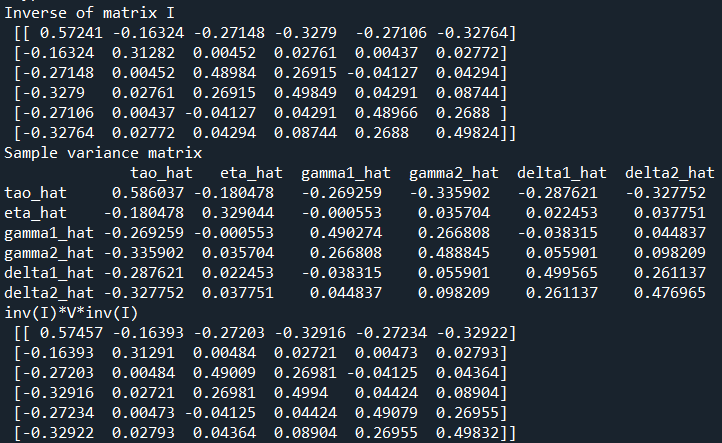 Inverse of matrix I
[[ 0.57241 -0.16324 -0.27148 -0.3279 -0.27106 -0.32764]
[-0.16324 0.31282 0.00452 0.02761 0.00437 0.02772]
[-0.27148 0.00452 0.48984 0.26915 -0.04127 0.04294]
[-0.3279 0.02761 0.26915 0.49849 0.04291 0.08744]
[-0.27106 0.00437 -0.04127 0.04291 0.48966 0.2688 ]
[-0.32764 0.02772 0.04294 0.08744 0.2688 0.49824]]
Sample variance matrix
tao_hat eta_hat gamma1_hat gamma2_hat delta1_hat delta2_hat
tao_hat 0.586037 -0.180478 -0.269259 -0.335902 -0.287621 -0.327752
eta_hat -0.180478 0.329044 -0.000553 0.035704 0.022453 0.037751
gamma1_hat -0.269259 -0.000553 0.490274 0.266808 -0.038315 0.044837
gamma2_hat -0.335902 0.035704 0.266808 0.488845 0.055901 0.098209
delta1_hat -0.287621 0.022453 -0.038315 0.055901 0.499565 0.261137
delta2_hat -0.327752 0.037751 0.044837 0.098209 0.261137 0.476965
inv(I)*V*inv(I)
[[ 0.57457 -0.16393 -0.27203 -0.32916 -0.27234 -0.32922]
[-0.16393 0.31291 0.00484 0.02721 0.00473 0.02793]
[-0.27203 0.00484 0.49009 0.26981 -0.04125 0.04364]
[-0.32916 0.02721 0.26981 0.4994 0.04424 0.08904]
[-0.27234 0.00473 -0.04125 0.04424 0.49079 0.26955]
[-0.32922 0.02793 0.04364 0.08904 0.26955 0.49832]]